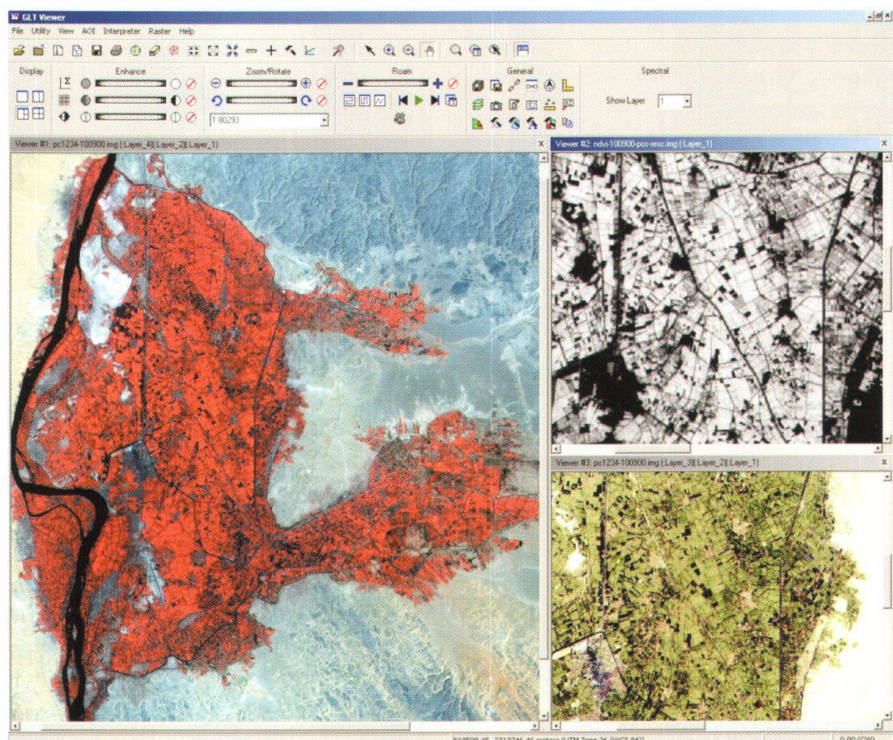 GLT Viewer
File Utility View AOI Interpreter Raster Help
Display
Enhance
Zoom/Rotate
Roam
General
Spectral
Show Layer 1
1.80293
Viewer #1: pc1234-100900.img (:Layer_4)(:Layer_2)(:Layer_1)
Viewer #2: ndvi-100900-pos-resc.img (:Layer_1)
Viewer #3: pc1234-100900.img (:Layer_3)(:Layer_2)(:Layer_1)